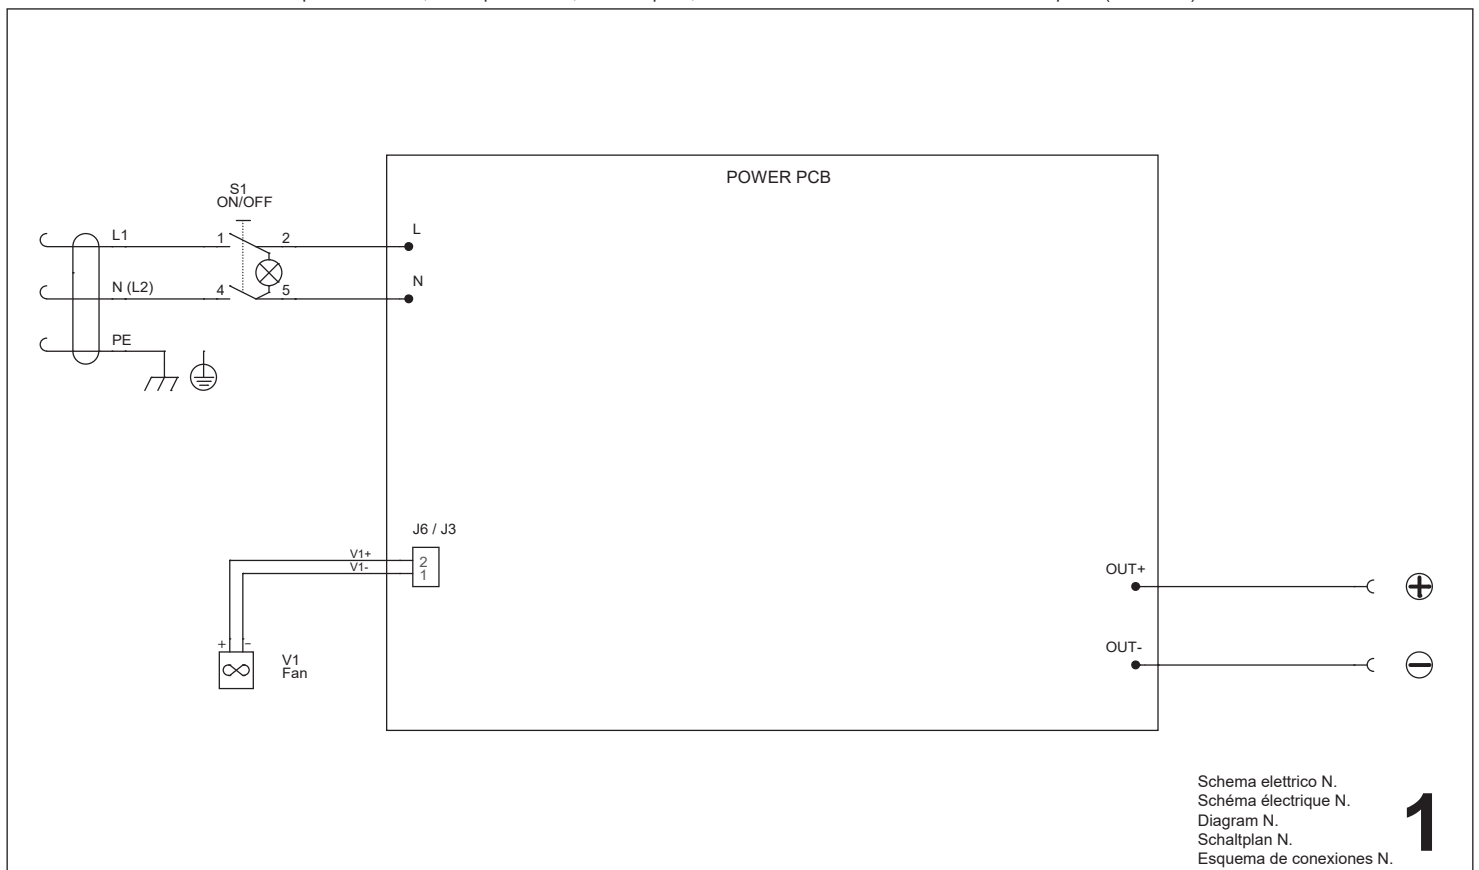 POWER PCB
S1
ON/OFF
L1
1
2
L
N (L2)
4
5
N
PE
J6 / J3
V1+
2
V1-
1
OUT+
OUT-
+ -
V1
Fan
Schema elettrico N.
Schéma électrique N.
Diagram N.
Schaltplan N.
Esquema de conexiones N.
1